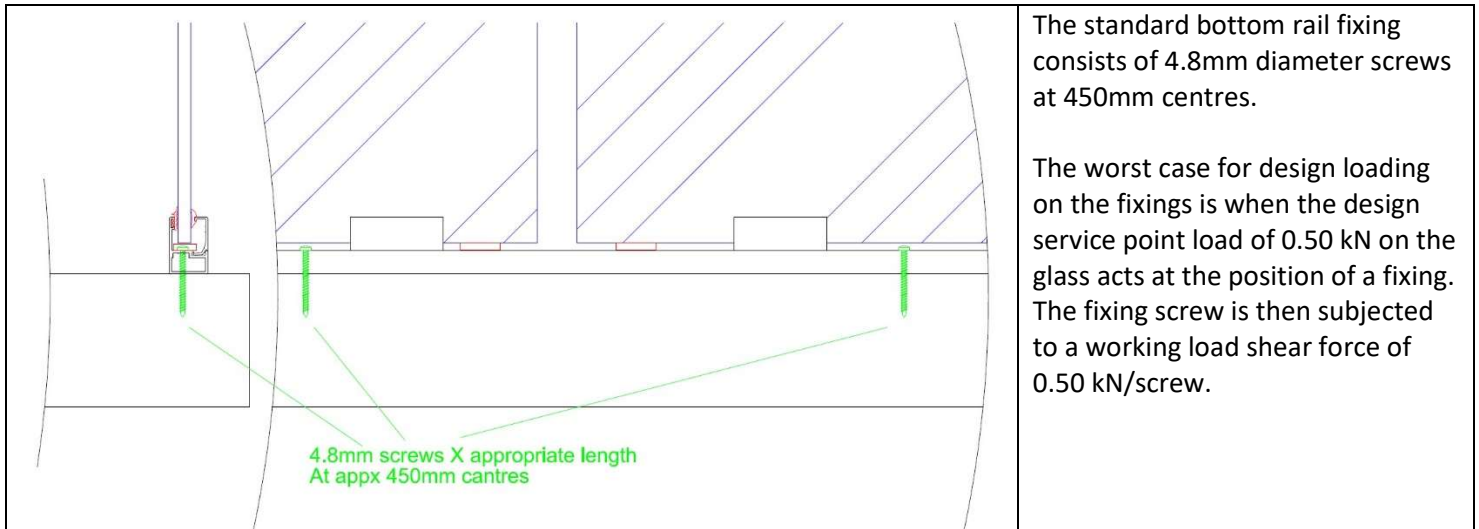 The standard bottom rail fixing
consists of 4.8mm diameter screws
at 450mm centres.
The worst case for design loading
on the fixings is when the design
service point load of 0.50 kN on the
glass acts at the position of a fixing.
The fixing screw is then subjected
to a working load shear force of
0.50 kN/screw.
4.8mm screws X appropriate length
At appx 450mm cantres